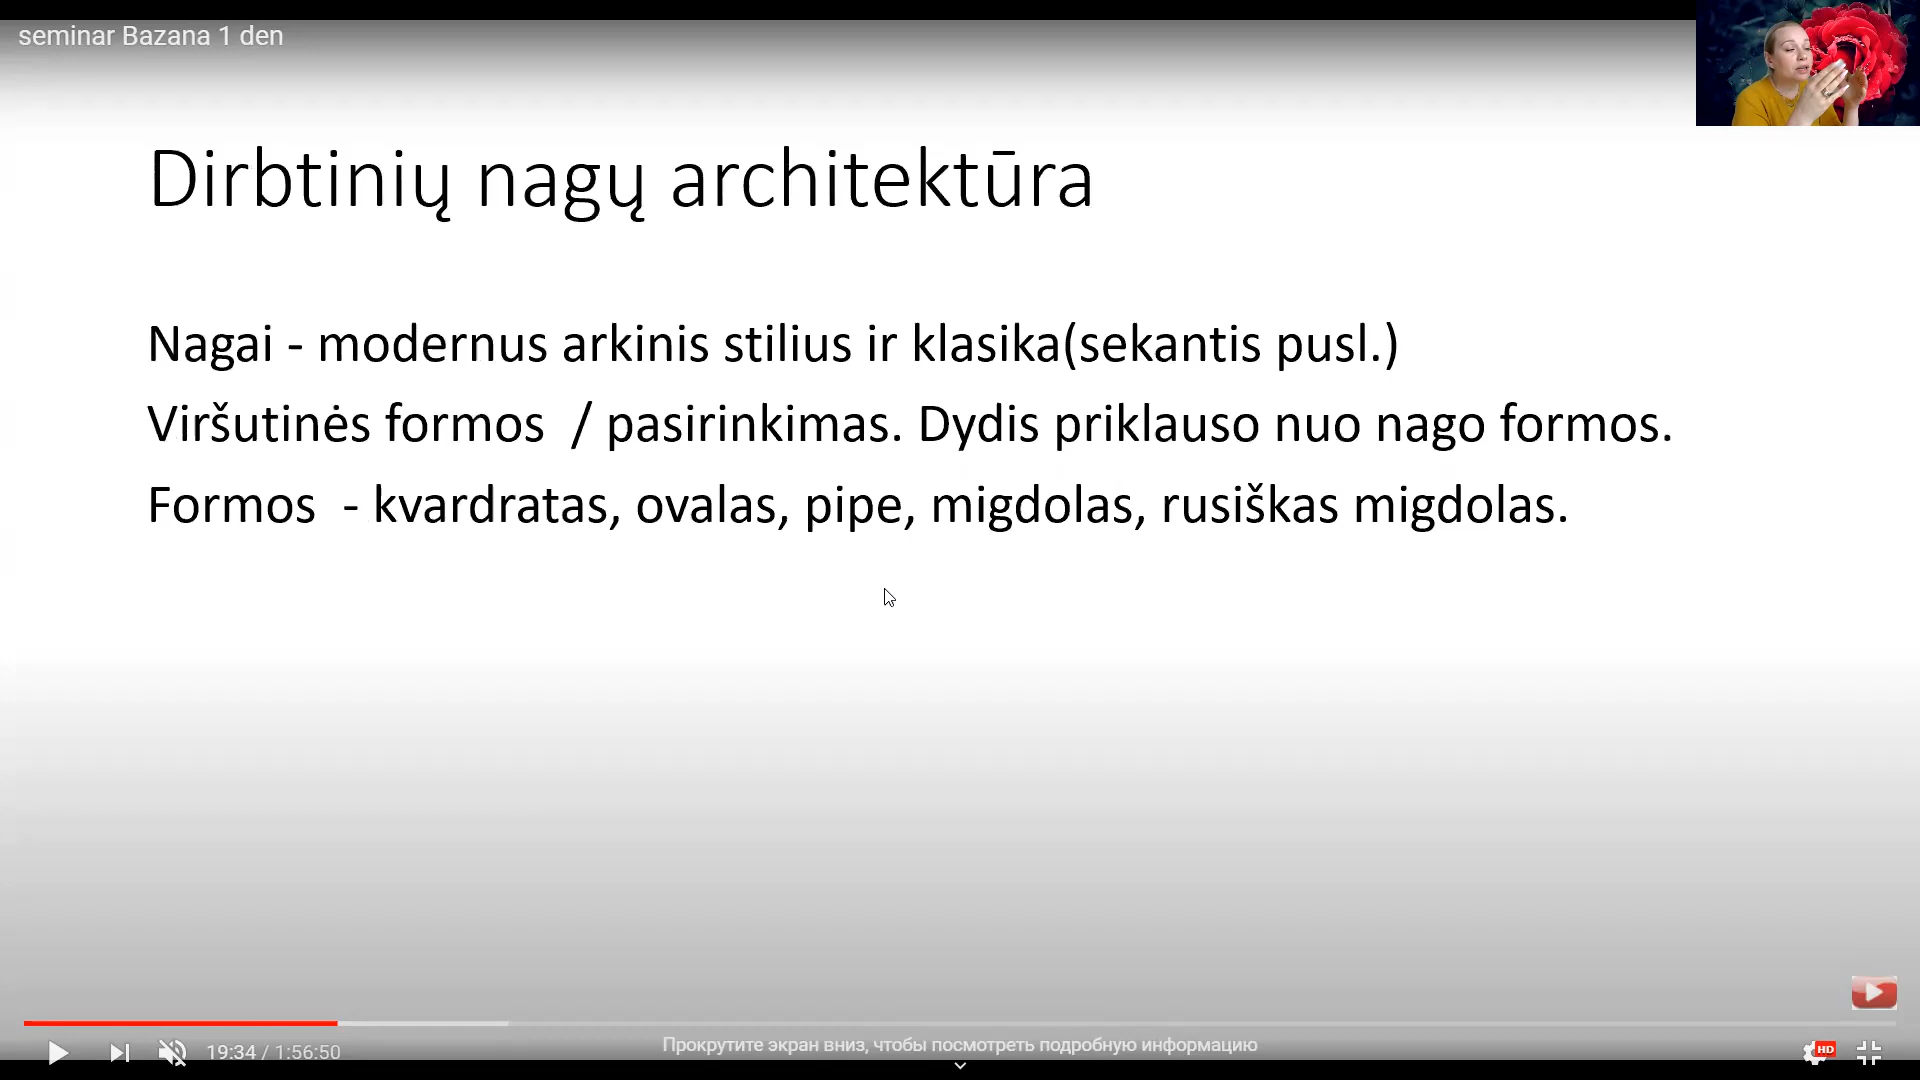 seminar Bazana 1 den
Dirbtinių nagų architektūra
Nagai - modernus arkinis stilius ir klasika(sekantis pusl.)
Viršutinės formos / pasirinkimas. Dydis priklauso nuo nago formos.
Formos - kvardratas, ovalas, pipe, migdolas, rusiškas migdolas.
Прокрутите экран вниз, чтобы посмотреть подробную информацию
19:34 / 1:56:50
HD